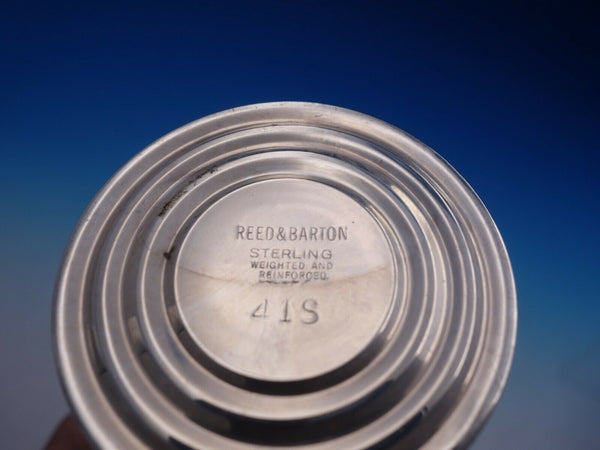 REED&BARTON
STERLING
WEIGHTED AND
REINFORCED
41S